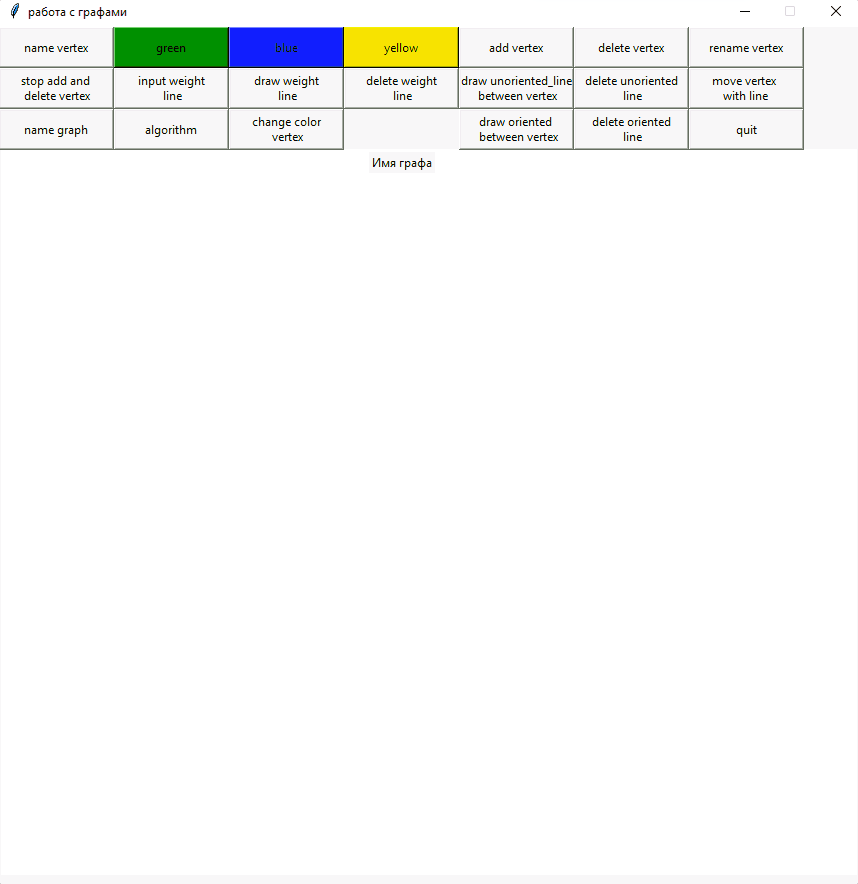 работа с графами
name vertex
green
blue
yellow
add vertex
delete vertex
rename vertex
stop add and
delete vertex
input weight
line
draw weight
line
delete weight
line
draw unoriented_line
between vertex
delete unoriented
line
move vertex
with line
name graph
algorithm
change color
vertex
draw oriented
between vertex
delete oriented
line
quit
Имя графа